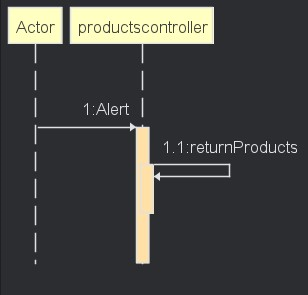 Actor
productscontroller
1:Alert
1.1:returnProducts